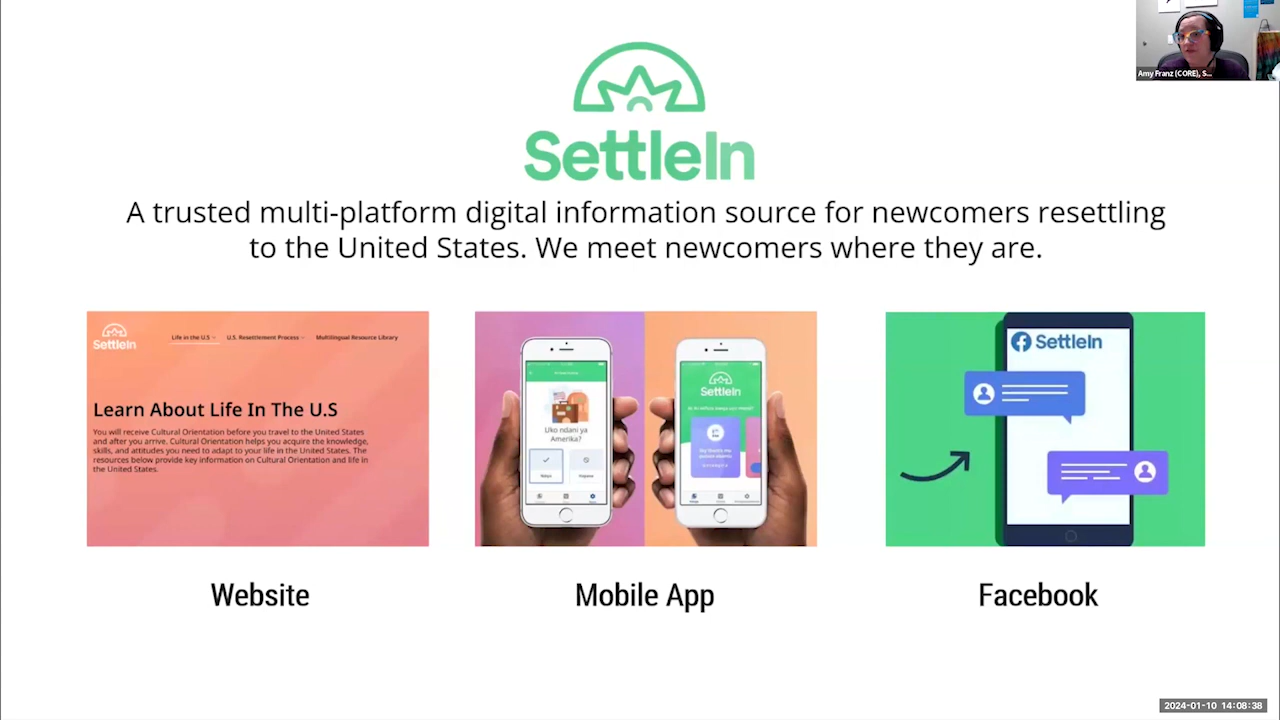 Amy Franz (CORE), S...
SettleIn
A trusted multi-platform digital information source for newcomers resettling
to the United States. We meet newcomers where they are.
SettleIn
Life in the U.S
U.S. Resettlement Process
Multilingual Resource Library
Learn About Life In The U.S
You will receive Cultural Orientation before you travel to the United States
and after you arrive. Cultural Orientation helps you acquire the knowledge,
skills, and attitudes you need to adapt to your life in the United States. The
resources below provide key information on Cultural Orientation and life in
the United States.
Uko ndani ya
Amerika?
SettleIn
SettleIn
Website
Mobile App
Facebook
2024-01-10 14:08:38